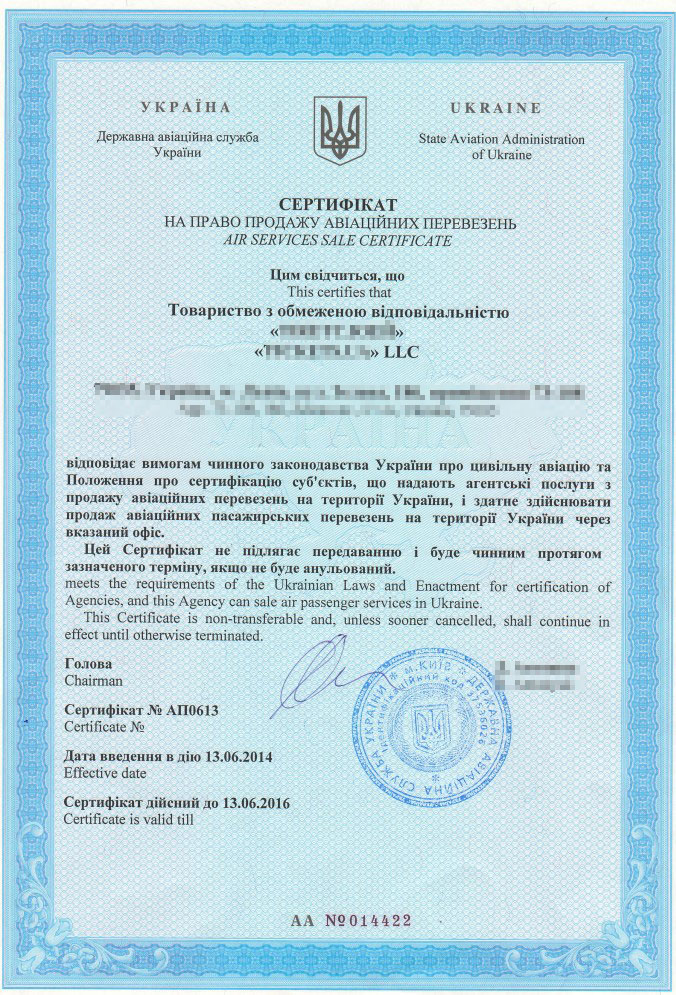 УКРАЇНА
Державна авіаційна служба
України
UKRAINE
State Aviation Administration
of Ukraine
СЕРТИФІКАТ
НА ПРАВО ПРОДАЖУ АВІАЦІЙНИХ ПЕРЕВЕЗЕНЬ
AIR SERVICES SALE CERTIFICATE
Цим свідчиться, що
This certifies that
Товариство з обмеженою відповідальністю
« »
« » LLC
УКРАЇНА
відповідає вимогам чинного законодавства України про цивільну авіацію та
Положення про сертифікацію суб'єктів, що надають агентські послуги з
продажу авіаційних перевезень на території України, і здатне здійснювати
продаж авіаційних пасажирських перевезень на території України через
вказаний офіс.
Цей Сертифікат не підлягає передаванню і буде чинним протягом
зазначеного терміну, якщо не буде анульований.
meets the requirements of the Ukrainian Laws and Enactment for certification of
Agencies, and this Agency can sale air passenger services in Ukraine.
This Certificate is non-transferable and, unless sooner cancelled, shall continue in
effect until otherwise terminated.
Голова
Chairman
Сертифікат № АП0613
Certificate №
Дата введення в дію 13.06.2014
Effective date
Сертифікат дійсний до 13.06.2016
Certificate is valid till
* м. КИЇВ * ДЕРЖАВНА АВІАЦІЙНА СЛУЖБА УКРАЇНИ
Ідентифікаційний код
АА №014422